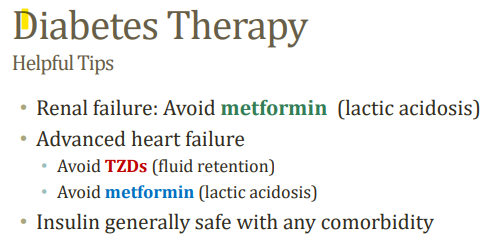 Diabetes Therapy
Helpful Tips
• Renal failure: Avoid metformin (lactic acidosis)
• Advanced heart failure
• Avoid TZDs (fluid retention)
• Avoid metformin (lactic acidosis)
• Insulin generally safe with any comorbidity